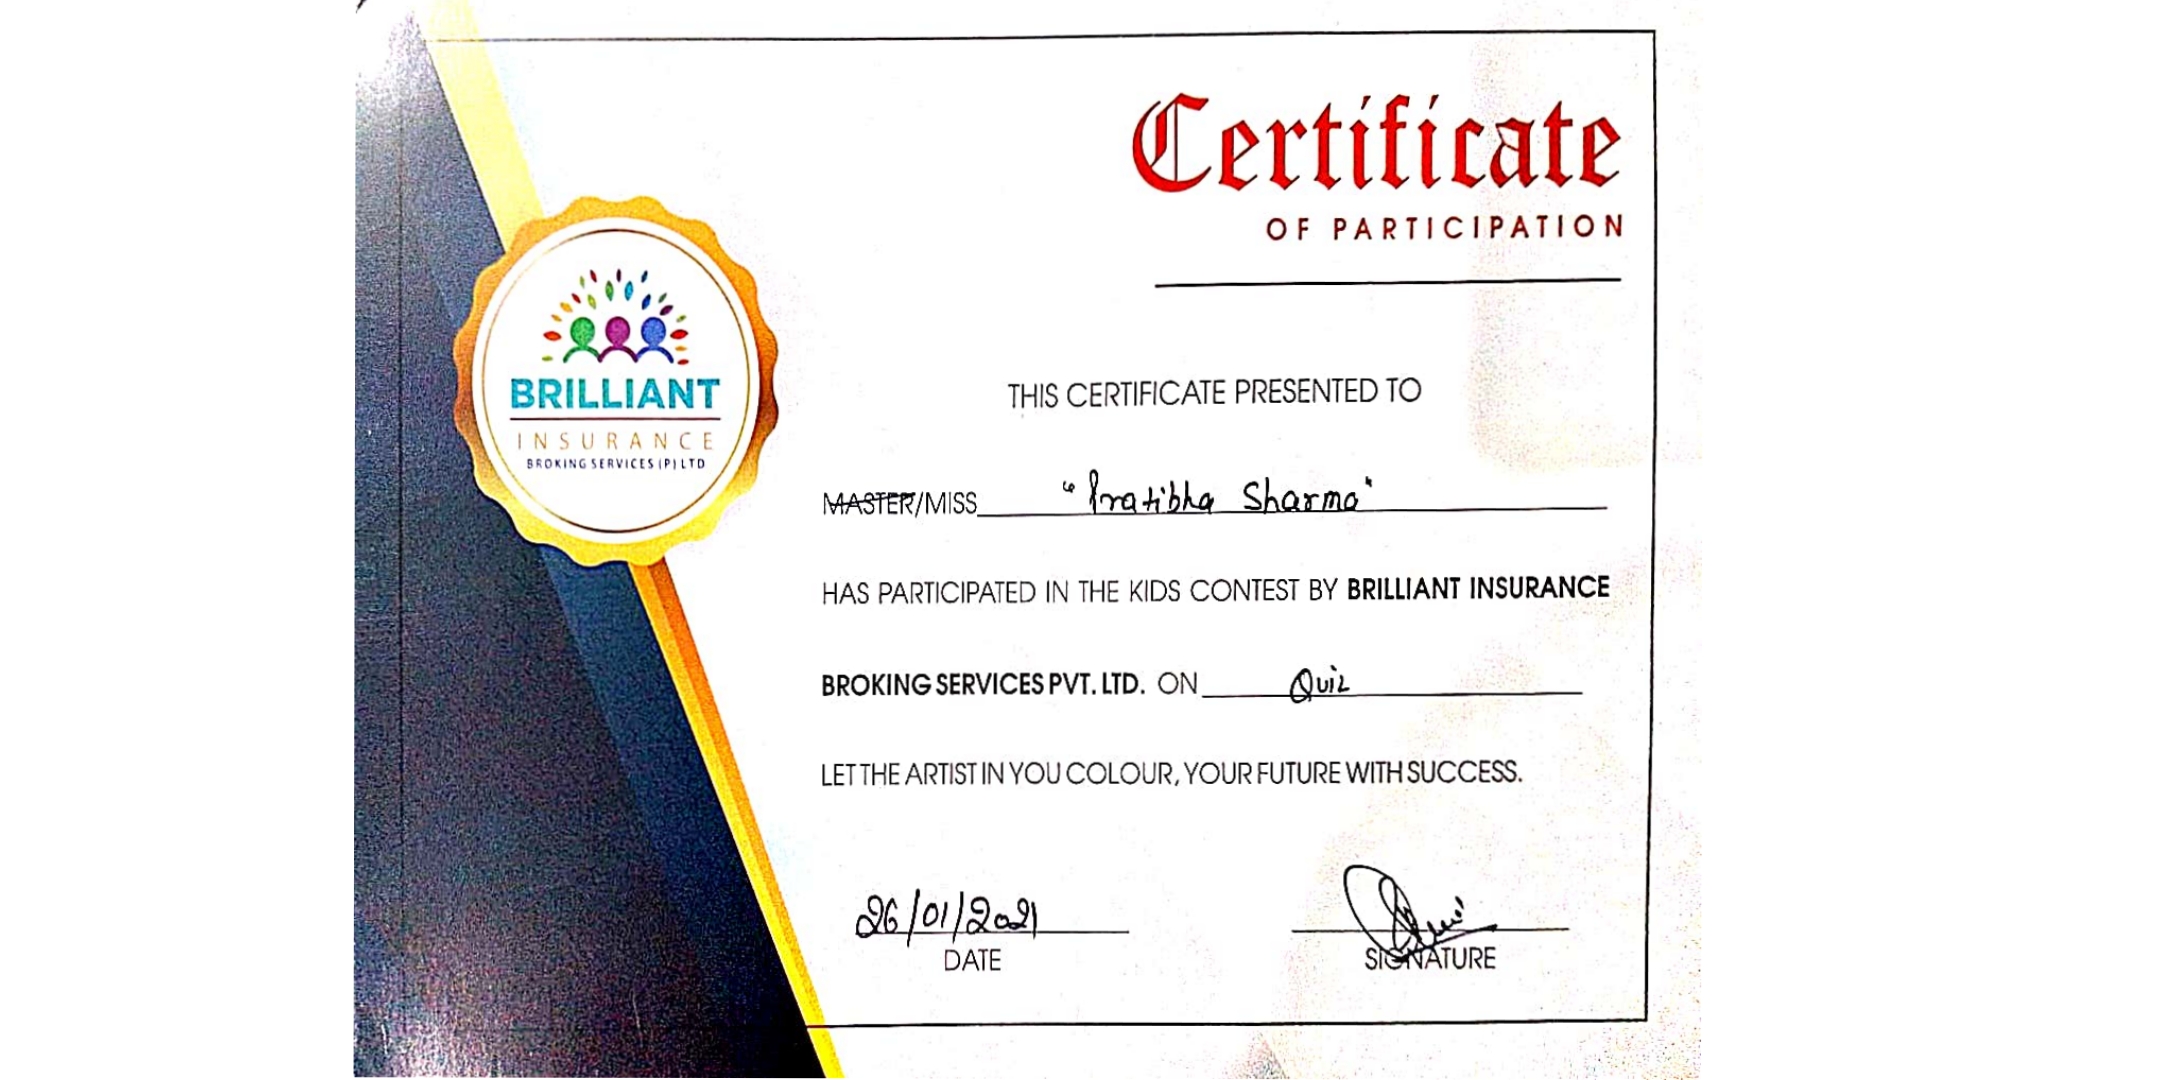 Certificate
OF PARTICIPATION
BRILLIANT
INSURANCE
BROKING SERVICES (P) LTD
THIS CERTIFICATE PRESENTED TO
MASTER/MISS "Pratibha Sharma"
HAS PARTICIPATED IN THE KIDS CONTEST BY BRILLIANT INSURANCE
BROKING SERVICES PVT. LTD. ON Quiz
LET THE ARTIST IN YOU COLOUR, YOUR FUTURE WITH SUCCESS.
26/01/2021
DATE
SIGNATURE